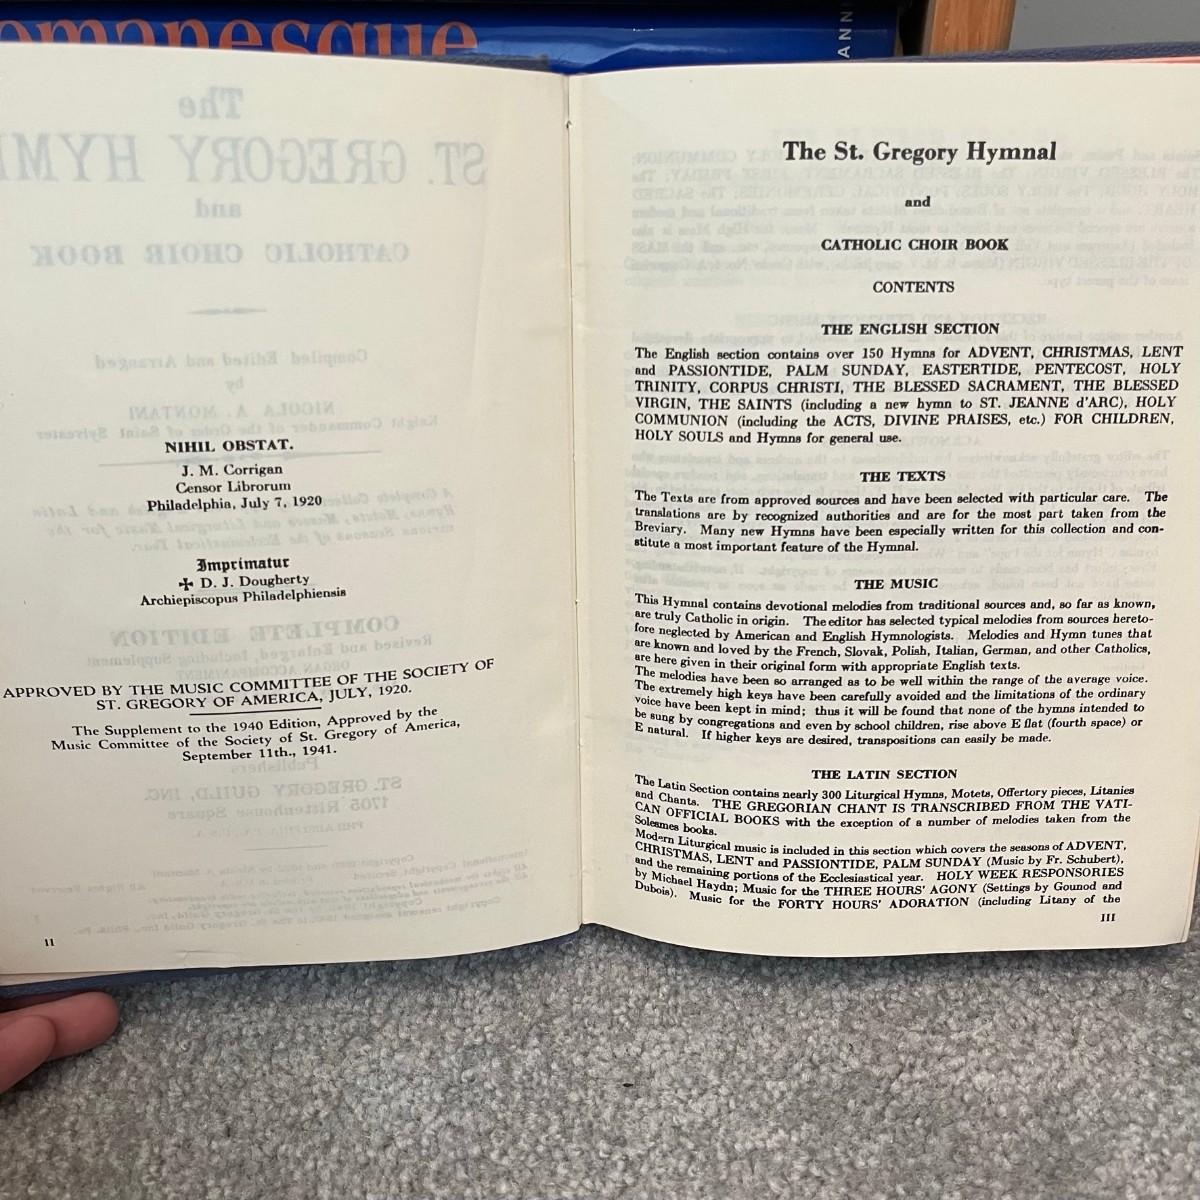 omanesque
ANN
NIHIL OBSTAT.
J. M. Corrigan
Censor Librorum
Philadelphia, July 7, 1920
Imprimatur
✠ D. J. Dougherty
Archiepiscopus Philadelphiensis
APPROVED BY THE MUSIC COMMITTEE OF THE SOCIETY OF
ST. GREGORY OF AMERICA, JULY, 1920.
The Supplement to the 1940 Edition, Approved by the
Music Committee of the Society of St. Gregory of America,
September 11th., 1941.
II
The St. Gregory Hymnal
and
CATHOLIC CHOIR BOOK
CONTENTS
THE ENGLISH SECTION
The English section contains over 150 Hymns for ADVENT, CHRISTMAS, LENT
and PASSIONTIDE, PALM SUNDAY, EASTERTIDE, PENTECOST, HOLY
TRINITY, CORPUS CHRISTI, THE BLESSED SACRAMENT, THE BLESSED
VIRGIN, THE SAINTS (including a new hymn to ST. JEANNE d'ARC), HOLY
COMMUNION (including the ACTS, DIVINE PRAISES, etc.) FOR CHILDREN,
HOLY SOULS and Hymns for general use.
THE TEXTS
The Texts are from approved sources and have been selected with particular care. The
translations are by recognized authorities and are for the most part taken from the
Breviary. Many new Hymns have been especially written for this collection and con-
stitute a most important feature of the Hymnal.
THE MUSIC
This Hymnal contains devotional melodies from traditional sources and, so far as known,
are truly Catholic in origin. The editor has selected typical melodies from sources hereto-
fore neglected by American and English Hymnologists. Melodies and Hymn tunes that
are known and loved by the French, Slovak, Polish, Italian, German, and other Catholics,
are here given in their original form with appropriate English texts.
The melodies have been so arranged as to be well within the range of the average voice.
The extremely high keys have been carefully avoided and the limitations of the ordinary
voice have been kept in mind; thus it will be found that none of the hymns intended to
be sung by congregations and even by school children, rise above E flat (fourth space) or
E natural. If higher keys are desired, transpositions can easily be made.
THE LATIN SECTION
The Latin Section contains nearly 300 Liturgical Hymns, Motets, Offertory pieces, Litanies
and Chants. THE GREGORIAN CHANT IS TRANSCRIBED FROM THE VATI-
CAN OFFICIAL BOOKS with the exception of a number of melodies taken from the
Solesmes books.
Modern Liturgical music is included in this section which covers the seasons of ADVENT,
CHRISTMAS, LENT and PASSIONTIDE, PALM SUNDAY (Music by Fr. Schubert),
and the remaining portions of the Ecclesiastical year. HOLY WEEK RESPONSORIES
by Michael Haydn; Music for the THREE HOURS' AGONY (Settings by Gounod and
Dubois). Music for the FORTY HOURS' ADORATION (including Litany of the
III